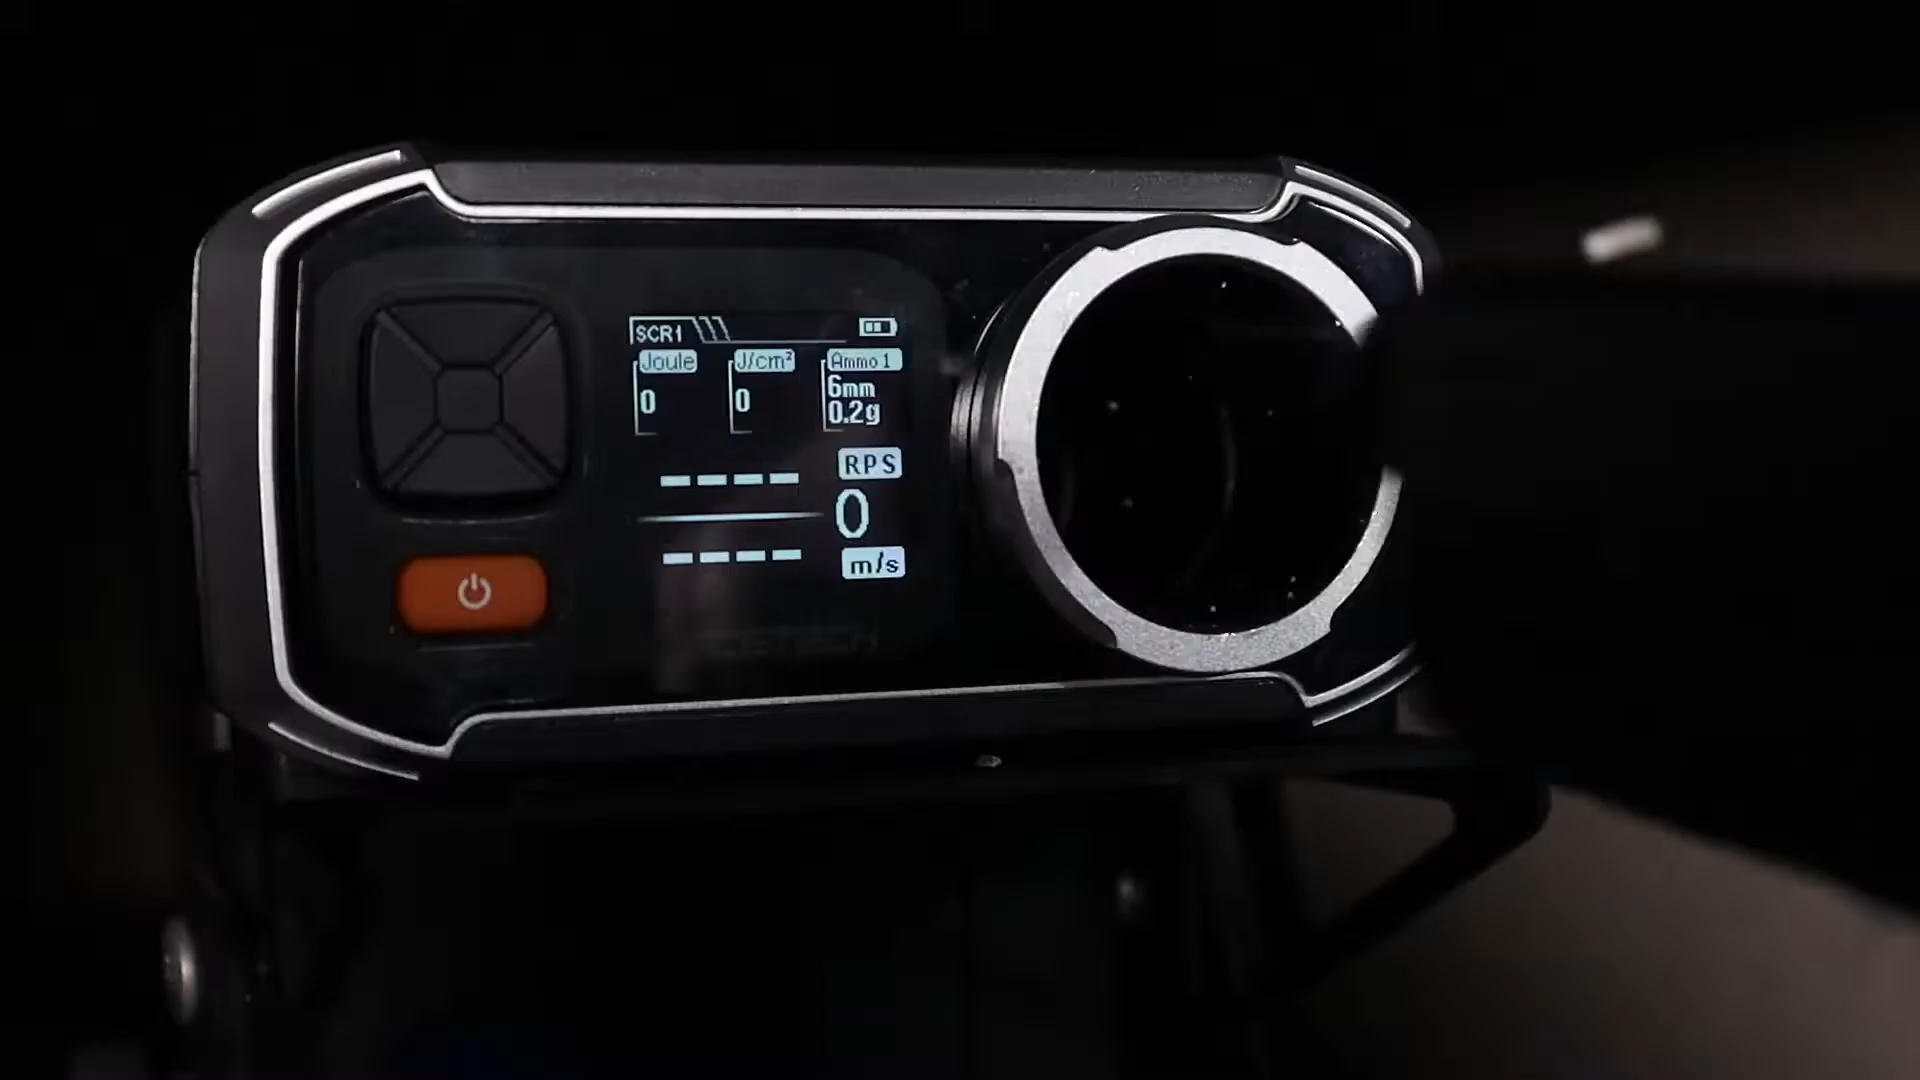 SCR1
Joule J/cm² Ammo 1
0 0 6mm
0.2g
---- RPS
0
---- m/s